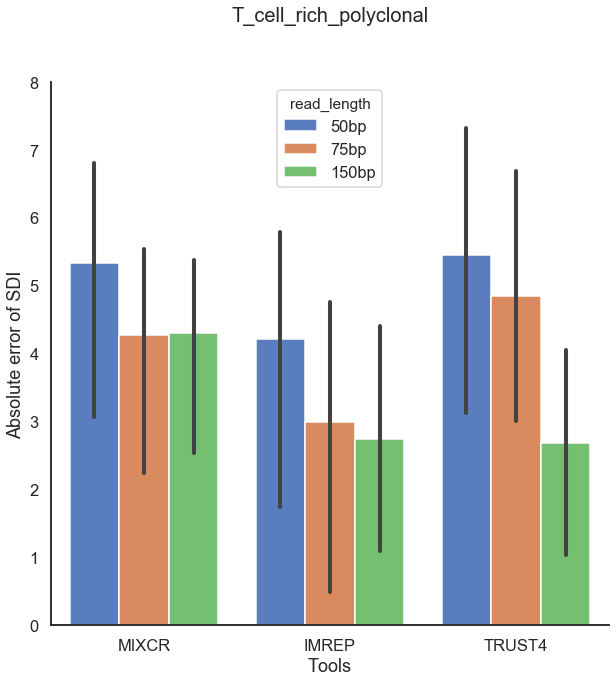 T_cell_rich_polyclonal
8
7
6
5
4
3
2
1
0
Absolute error of SDI
read_length
50bp
75bp
150bp
MIXCR IMREP TRUST4
Tools